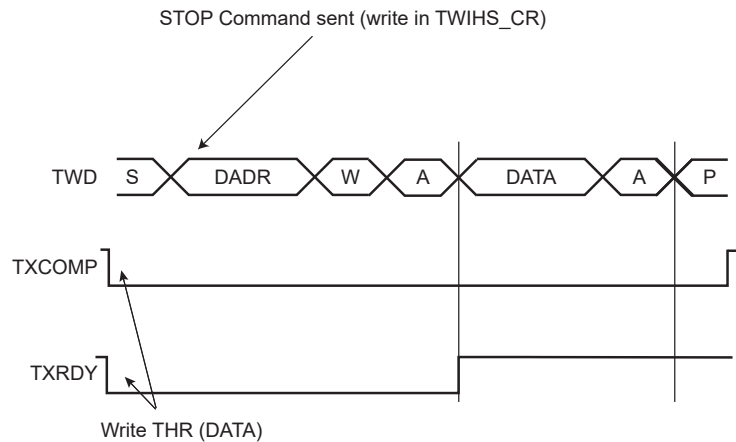 STOP Command sent (write in TWIHS_CR)
TWD S DADR W A DATA A P
TXCOMP
TXRDY
Write THR (DATA)